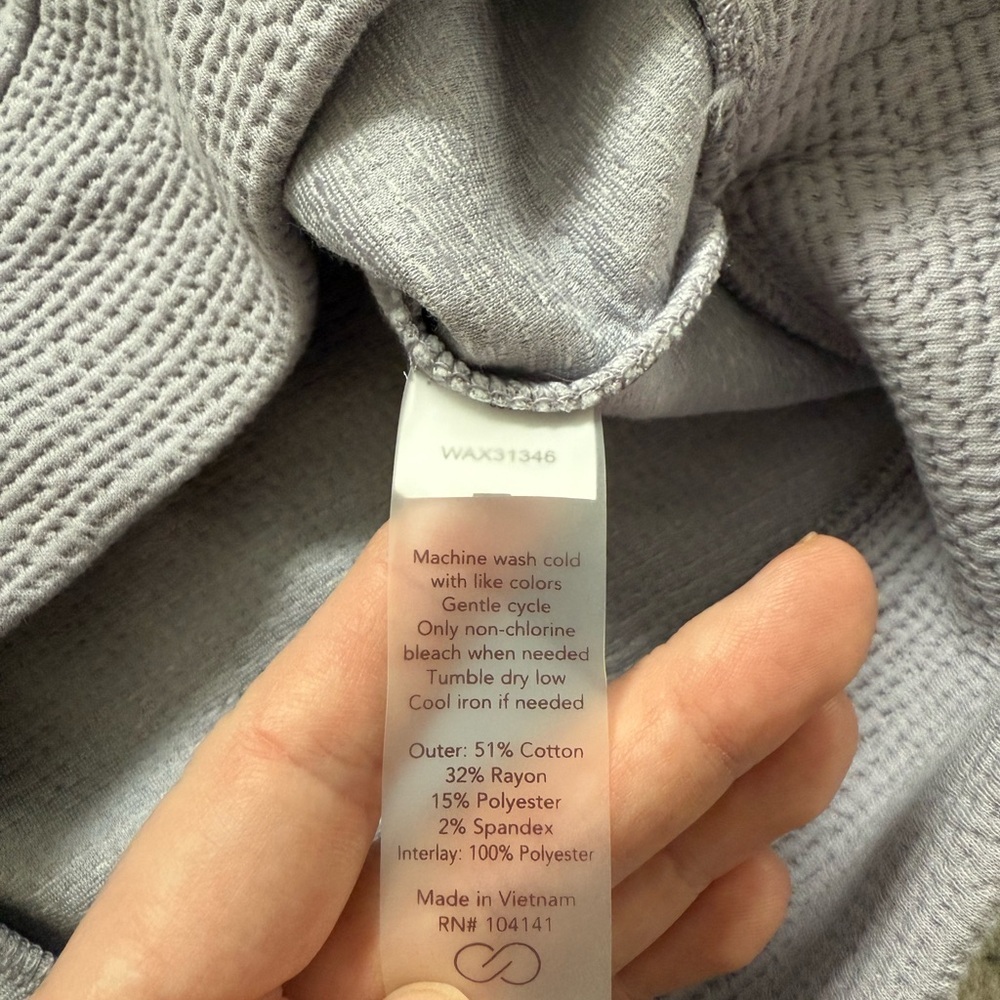 WAX31346
Machine wash cold
with like colors
Gentle cycle
Only non-chlorine
bleach when needed
Tumble dry low
Cool iron if needed
Outer: 51% Cotton
32% Rayon
15% Polyester
2% Spandex
Interlay: 100% Polyester
Made in Vietnam
RN# 104141